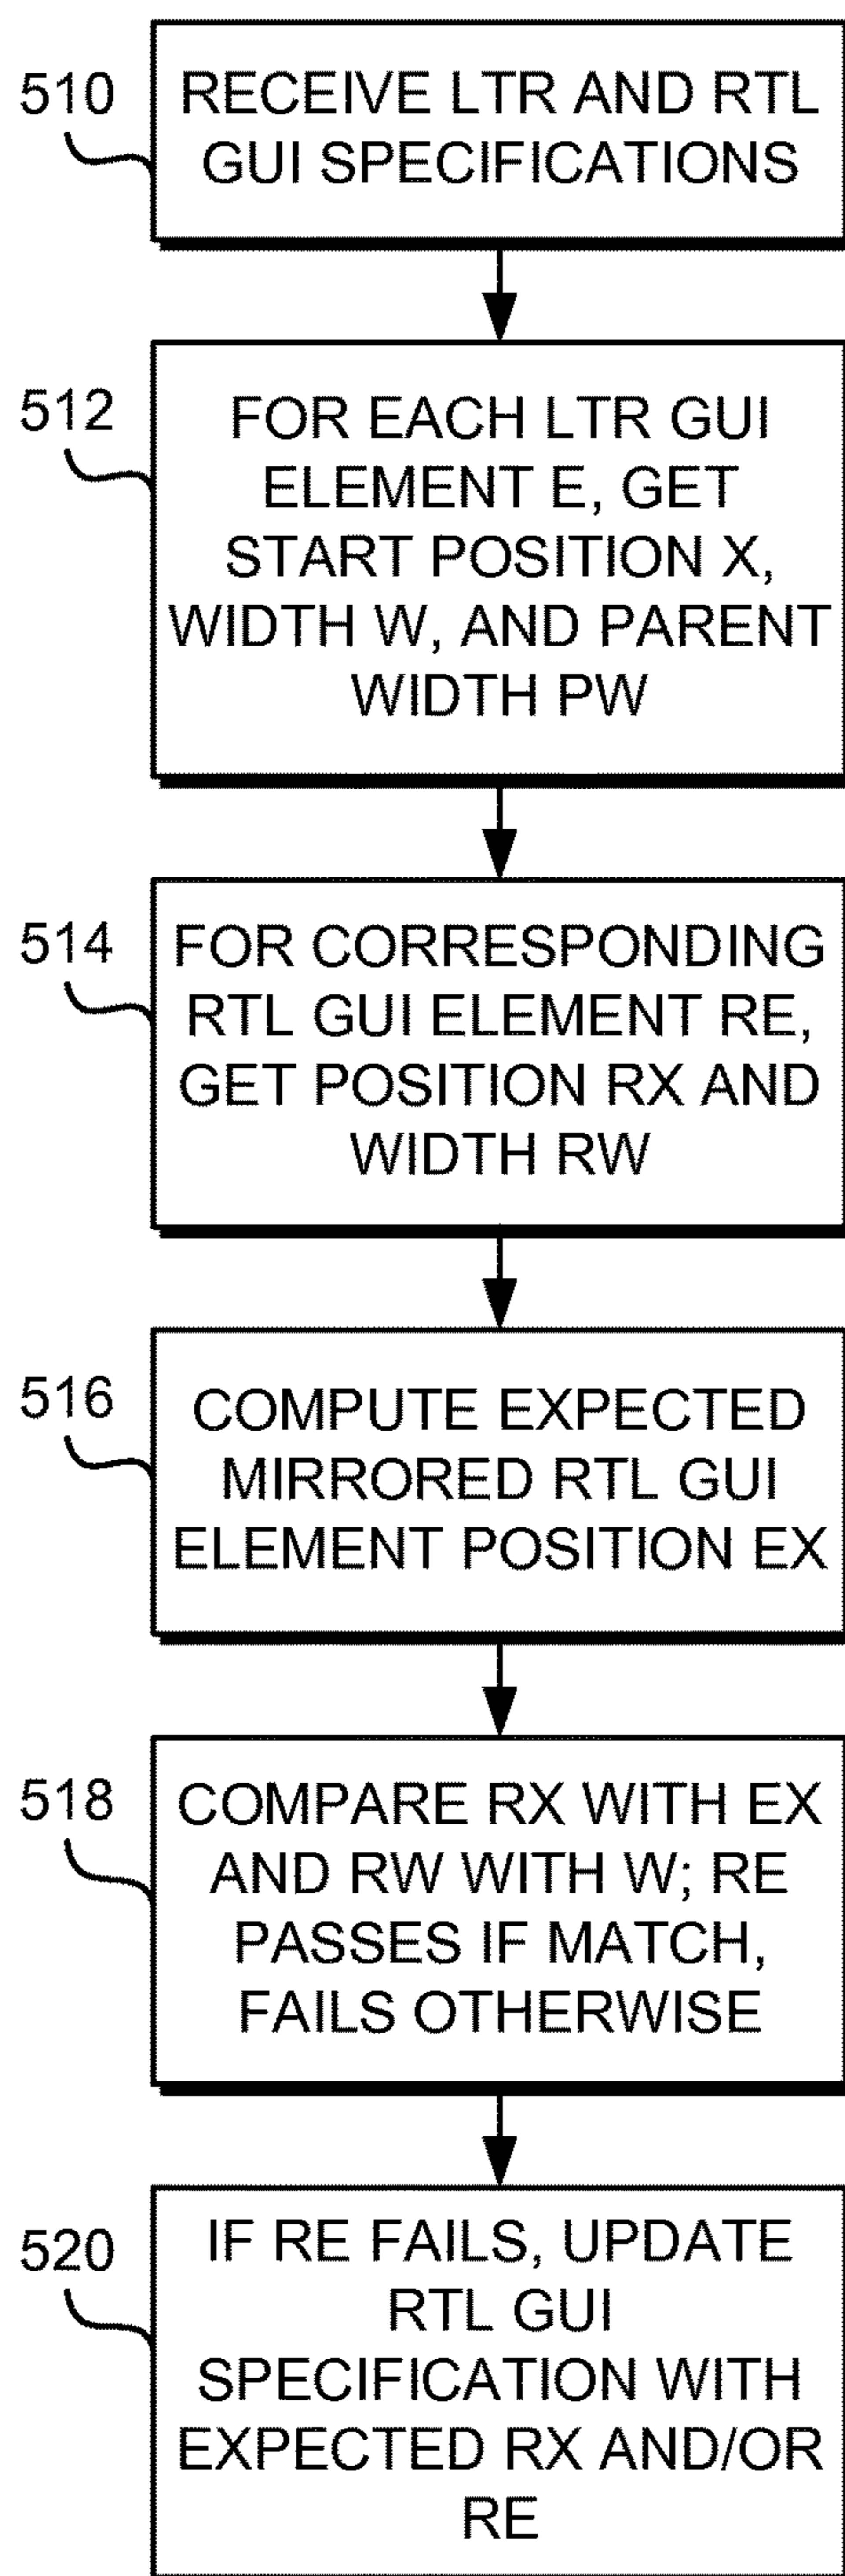 510
RECEIVE LTR AND RTL
GUI SPECIFICATIONS
512
FOR EACH LTR GUI
ELEMENT E, GET
START POSITION X,
WIDTH W, AND PARENT
WIDTH PW
514
FOR CORRESPONDING
RTL GUI ELEMENT RE,
GET POSITION RX AND
WIDTH RW
516
COMPUTE EXPECTED
MIRRORED RTL GUI
ELEMENT POSITION EX
518
COMPARE RX WITH EX
AND RW WITH W; RE
PASSES IF MATCH,
FAILS OTHERWISE
520
IF RE FAILS, UPDATE
RTL GUI
SPECIFICATION WITH
EXPECTED RX AND/OR
RE